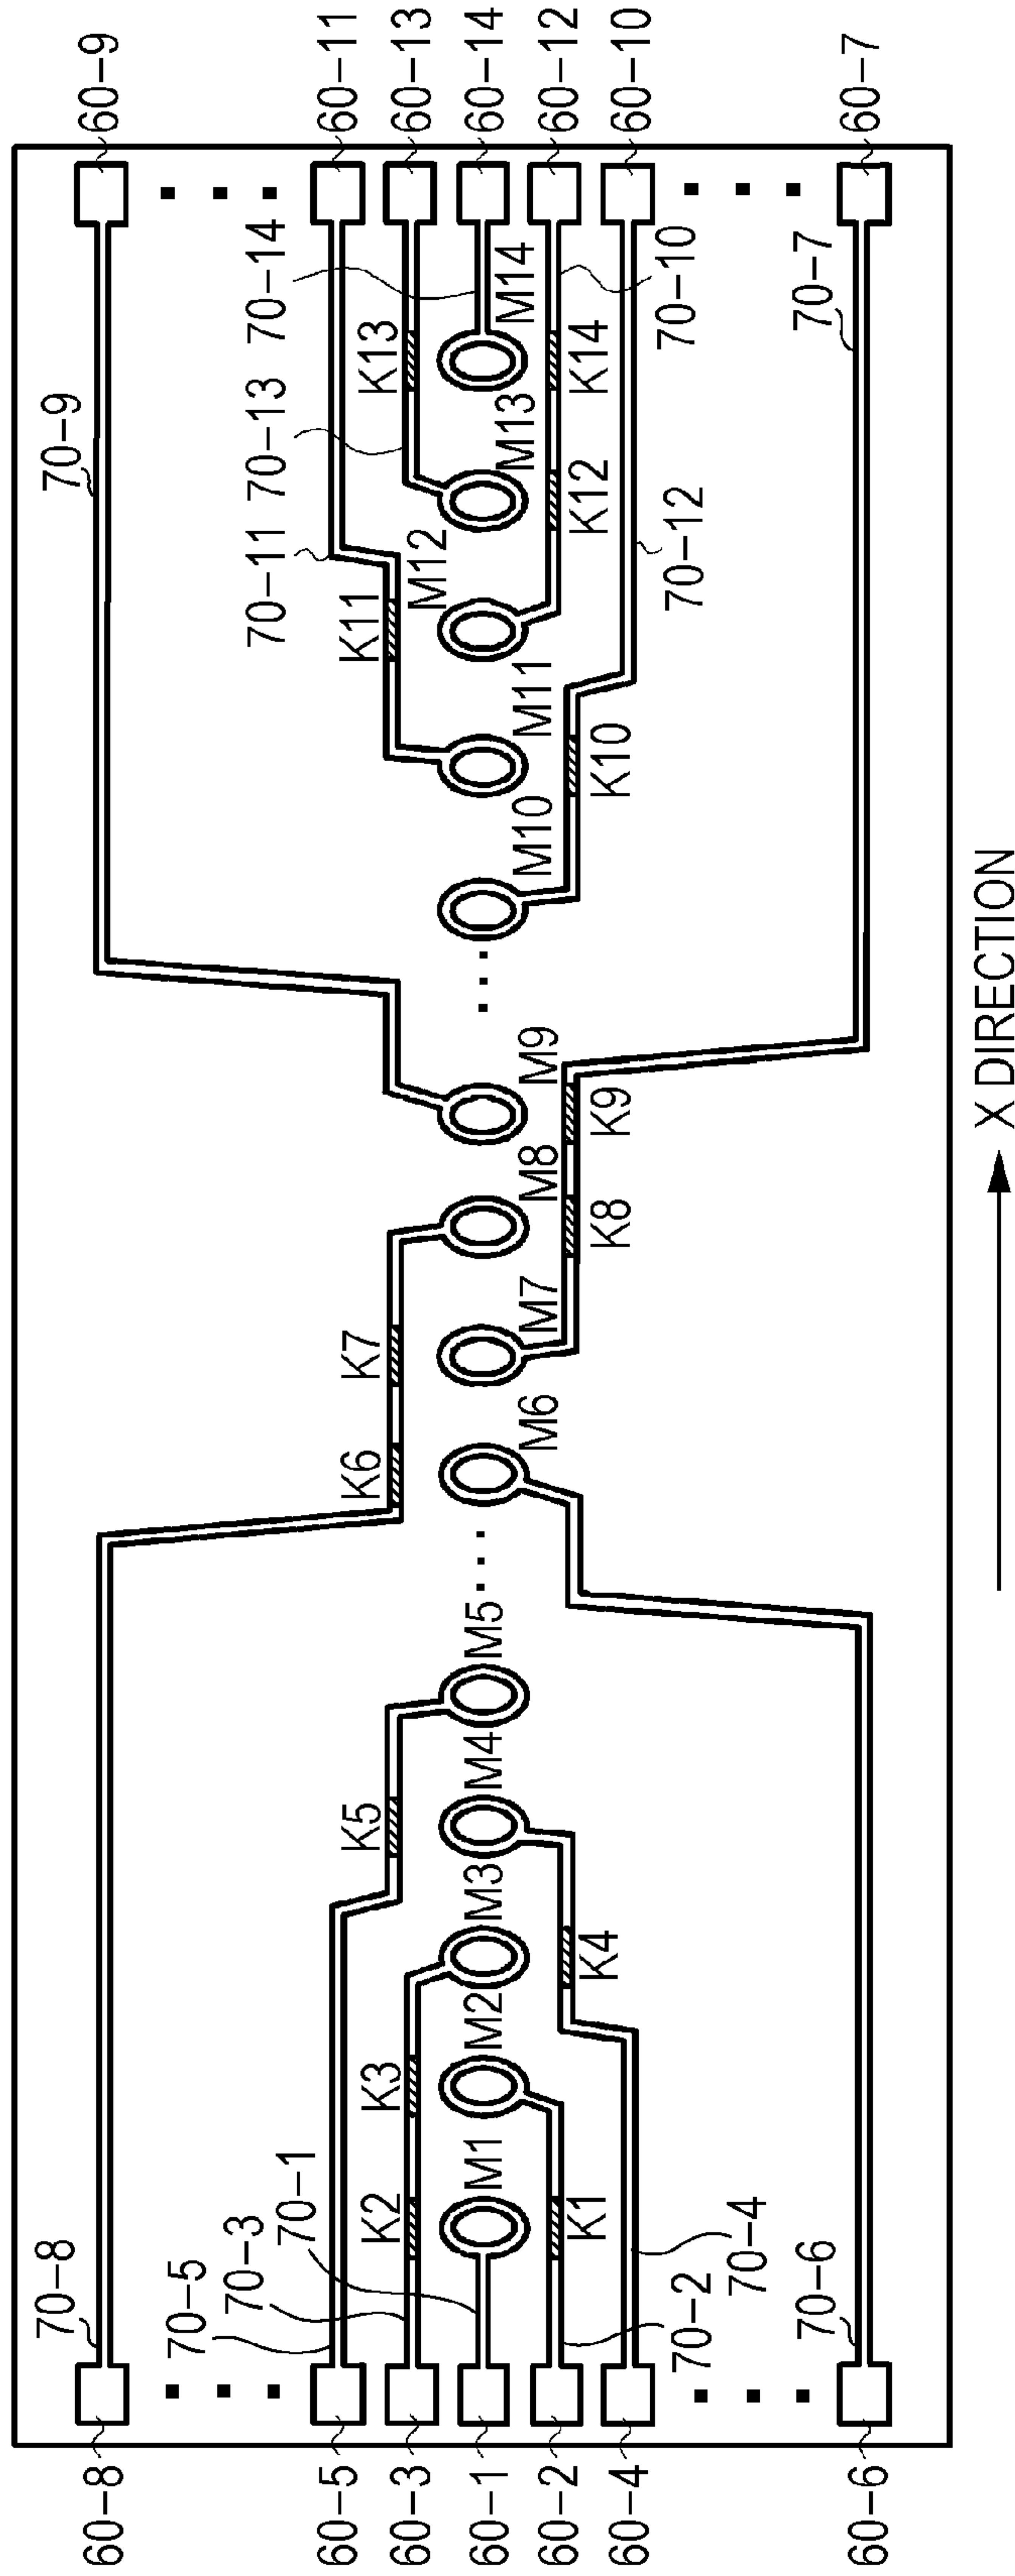 60-8
60-5
60-3
60-1
60-2
60-4
60-6
70-8
70-5
70-3
70-1
70-2
70-4
70-6
K2
M1
K1
K3
M2
M3
K4
K5
M4
M5
K6
M6
K7
M7
M8
K8
M9
K9
M10
K10
M11
K11
M12
70-11
70-12
K12
70-9
70-13
M13
K13
K14
70-14
M14
70-10
70-7
60-9
60-11
60-13
60-14
60-12
60-10
60-7
X DIRECTION